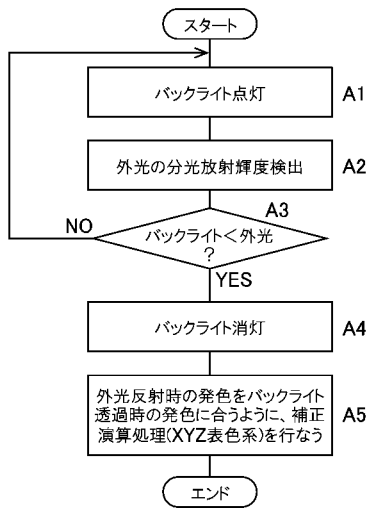 スタート
バックライト点灯
A1
外光の分光放射輝度検出
A2
A3
NO
バックライト<外光
?
YES
バックライト消灯
A4
外光反射時の発色をバックライト
透過時の発色に合うように、補正
演算処理(XYZ表色系)を行なう
A5
エンド